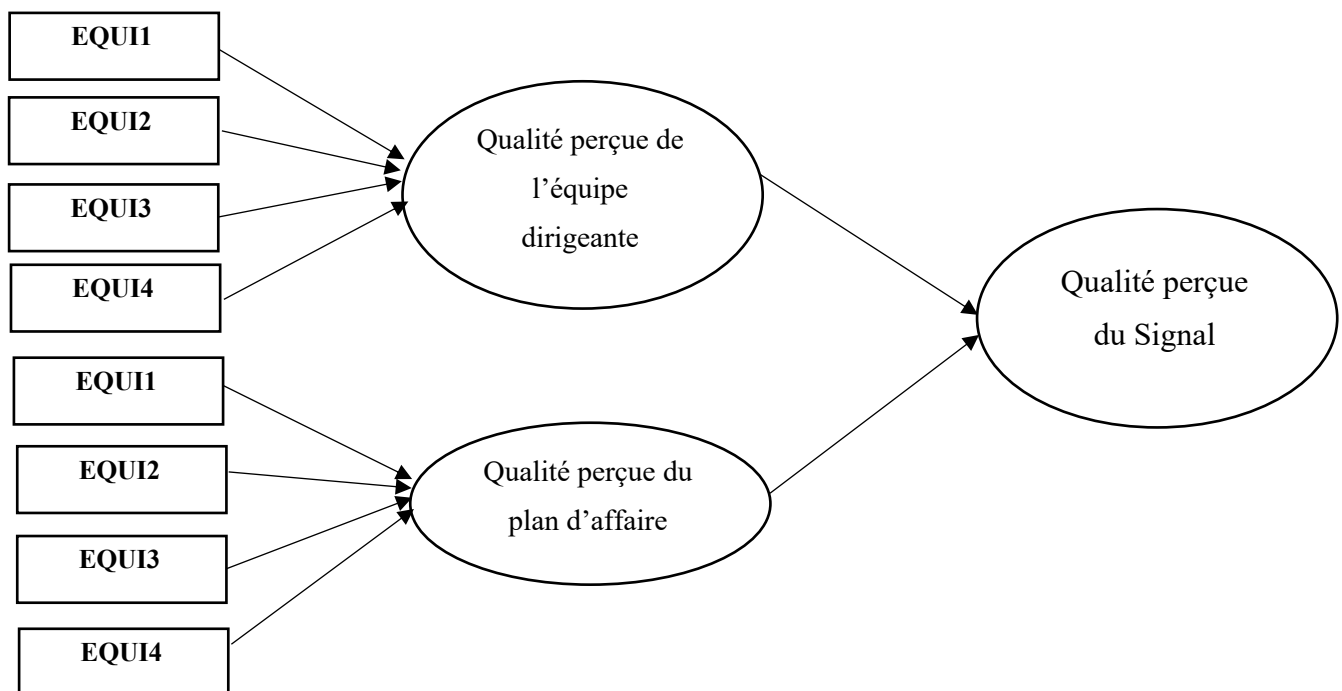 EQUI1
EQUI2
EQUI3
EQUI4
Qualité perçue de
l’équipe
dirigeante
EQUI1
EQUI2
EQUI3
EQUI4
Qualité perçue du
plan d’affaire
Qualité perçue
du Signal